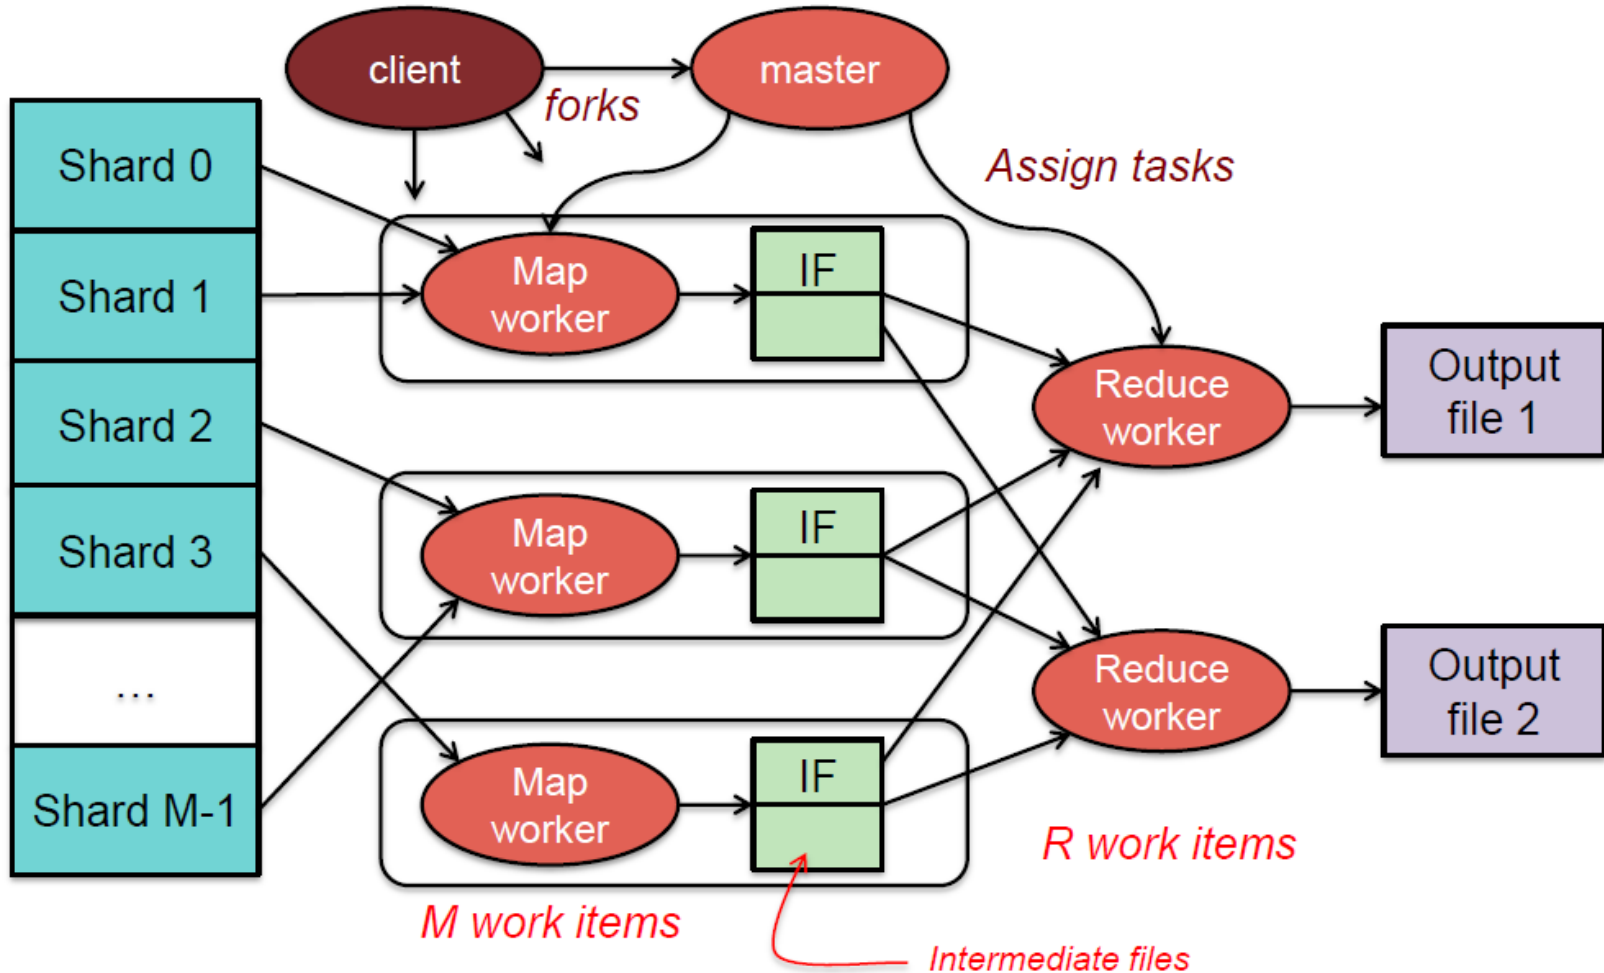 client
master
forks
Assign tasks
Shard 0
Shard 1
Shard 2
Shard 3
...
Shard M-1
Map
worker
IF
Map
worker
IF
Map
worker
IF
Reduce
worker
Reduce
worker
Output
file 1
Output
file 2
R work items
M work items
Intermediate files